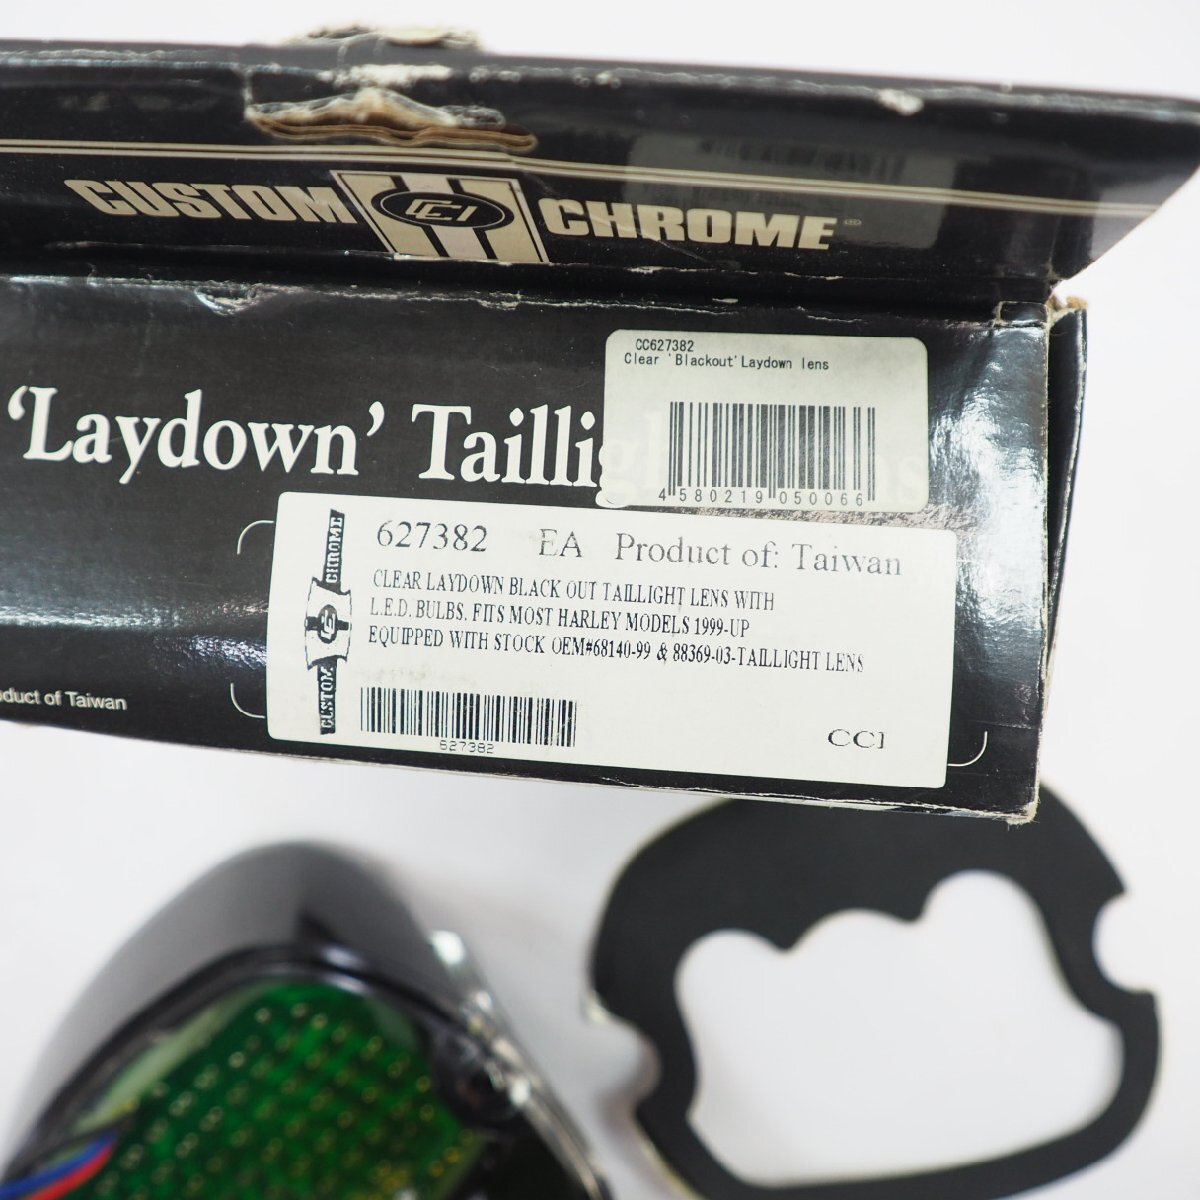 CUSTOM CCI CHROME
CC627382
Clear 'Blackout'Laydown lens
4 580219 050066
'Laydown' Tailli
627382 EA Product of: Taiwan
CLEAR LAYDOWN BLACK OUT TAILLIGHT LENS WITH
L.E.D. BULBS. FITS MOST HARLEY MODELS 1999-UP
EQUIPPED WITH STOCK OEM#68140-99 & 88369-03-TAILLIGHT LENS
CUSTOM CHROME
627382
CCI
oduct of Taiwan